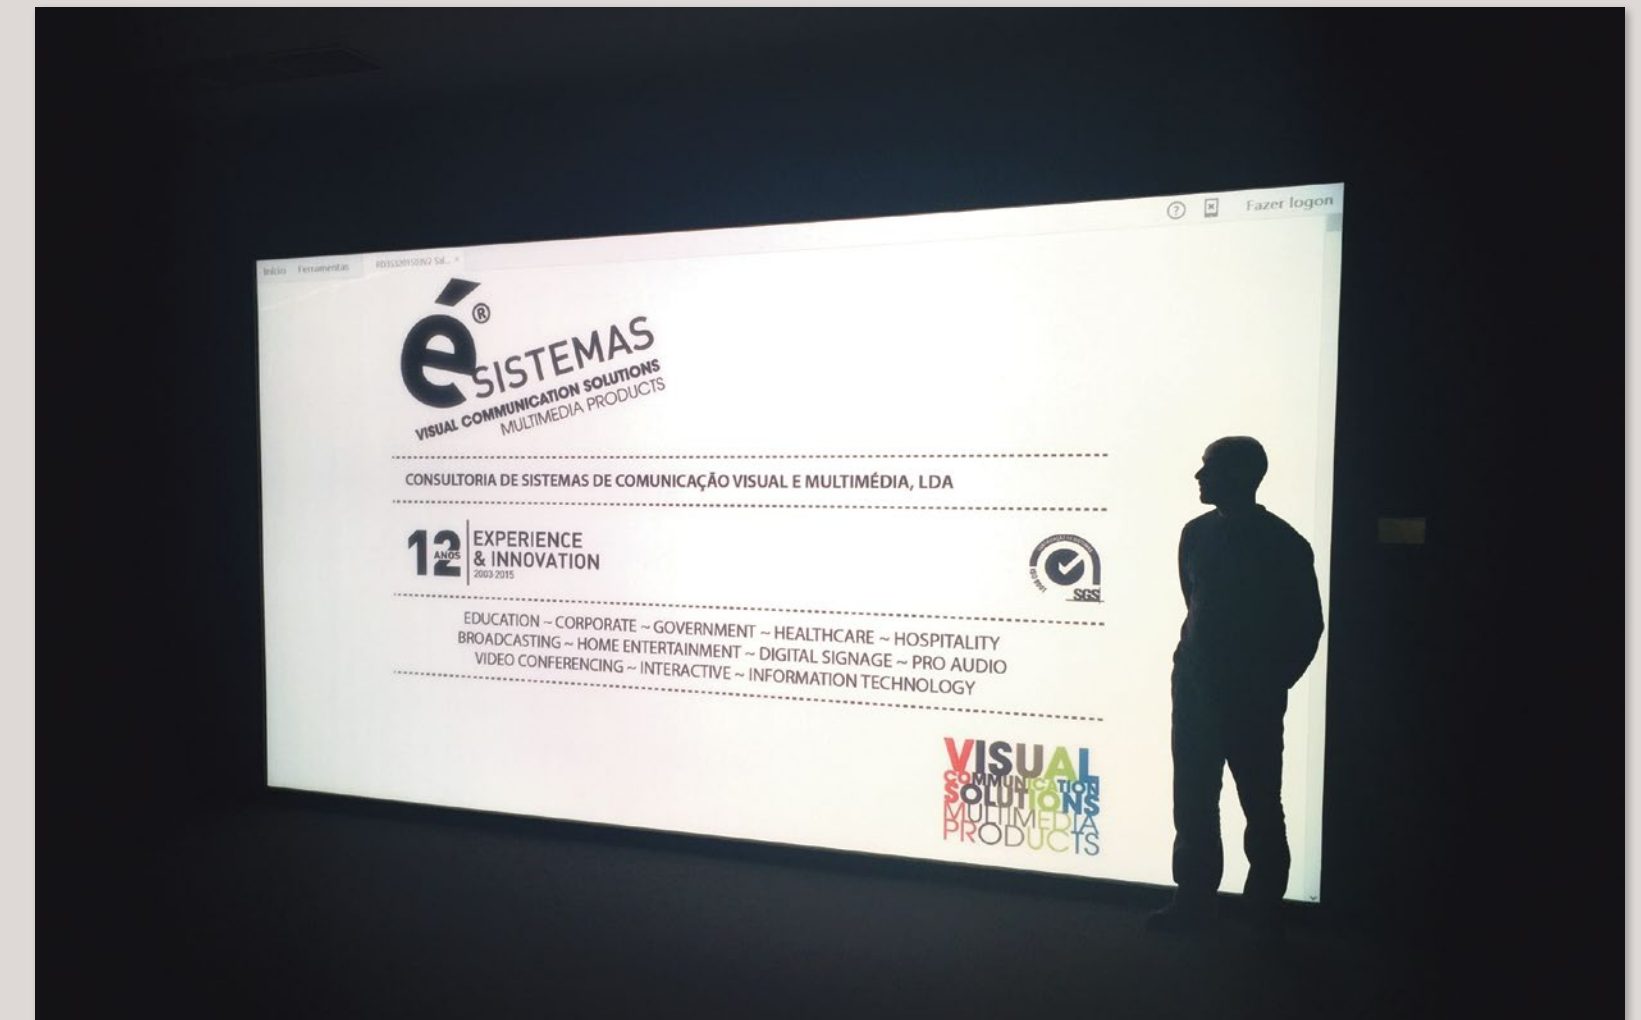 Início Ferramentas
Fazer logon
é®
SISTEMAS
VISUAL COMMUNICATION SOLUTIONS
MULTIMEDIA PRODUCTS
CONSULTORIA DE SISTEMAS DE COMUNICAÇÃO VISUAL E MULTIMÉDIA, LDA
12 ANOS
EXPERIENCE
& INNOVATION
2003-2015
ISO 9001
SGS
EDUCATION ~ CORPORATE ~ GOVERNMENT ~ HEALTHCARE ~ HOSPITALITY
BROADCASTING ~ HOME ENTERTAINMENT ~ DIGITAL SIGNAGE ~ PRO AUDIO
VIDEO CONFERENCING ~ INTERACTIVE ~ INFORMATION TECHNOLOGY
VISUAL
COMMUNICATION
SOLUTIONS
MULTIMEDIA
PRODUCTS